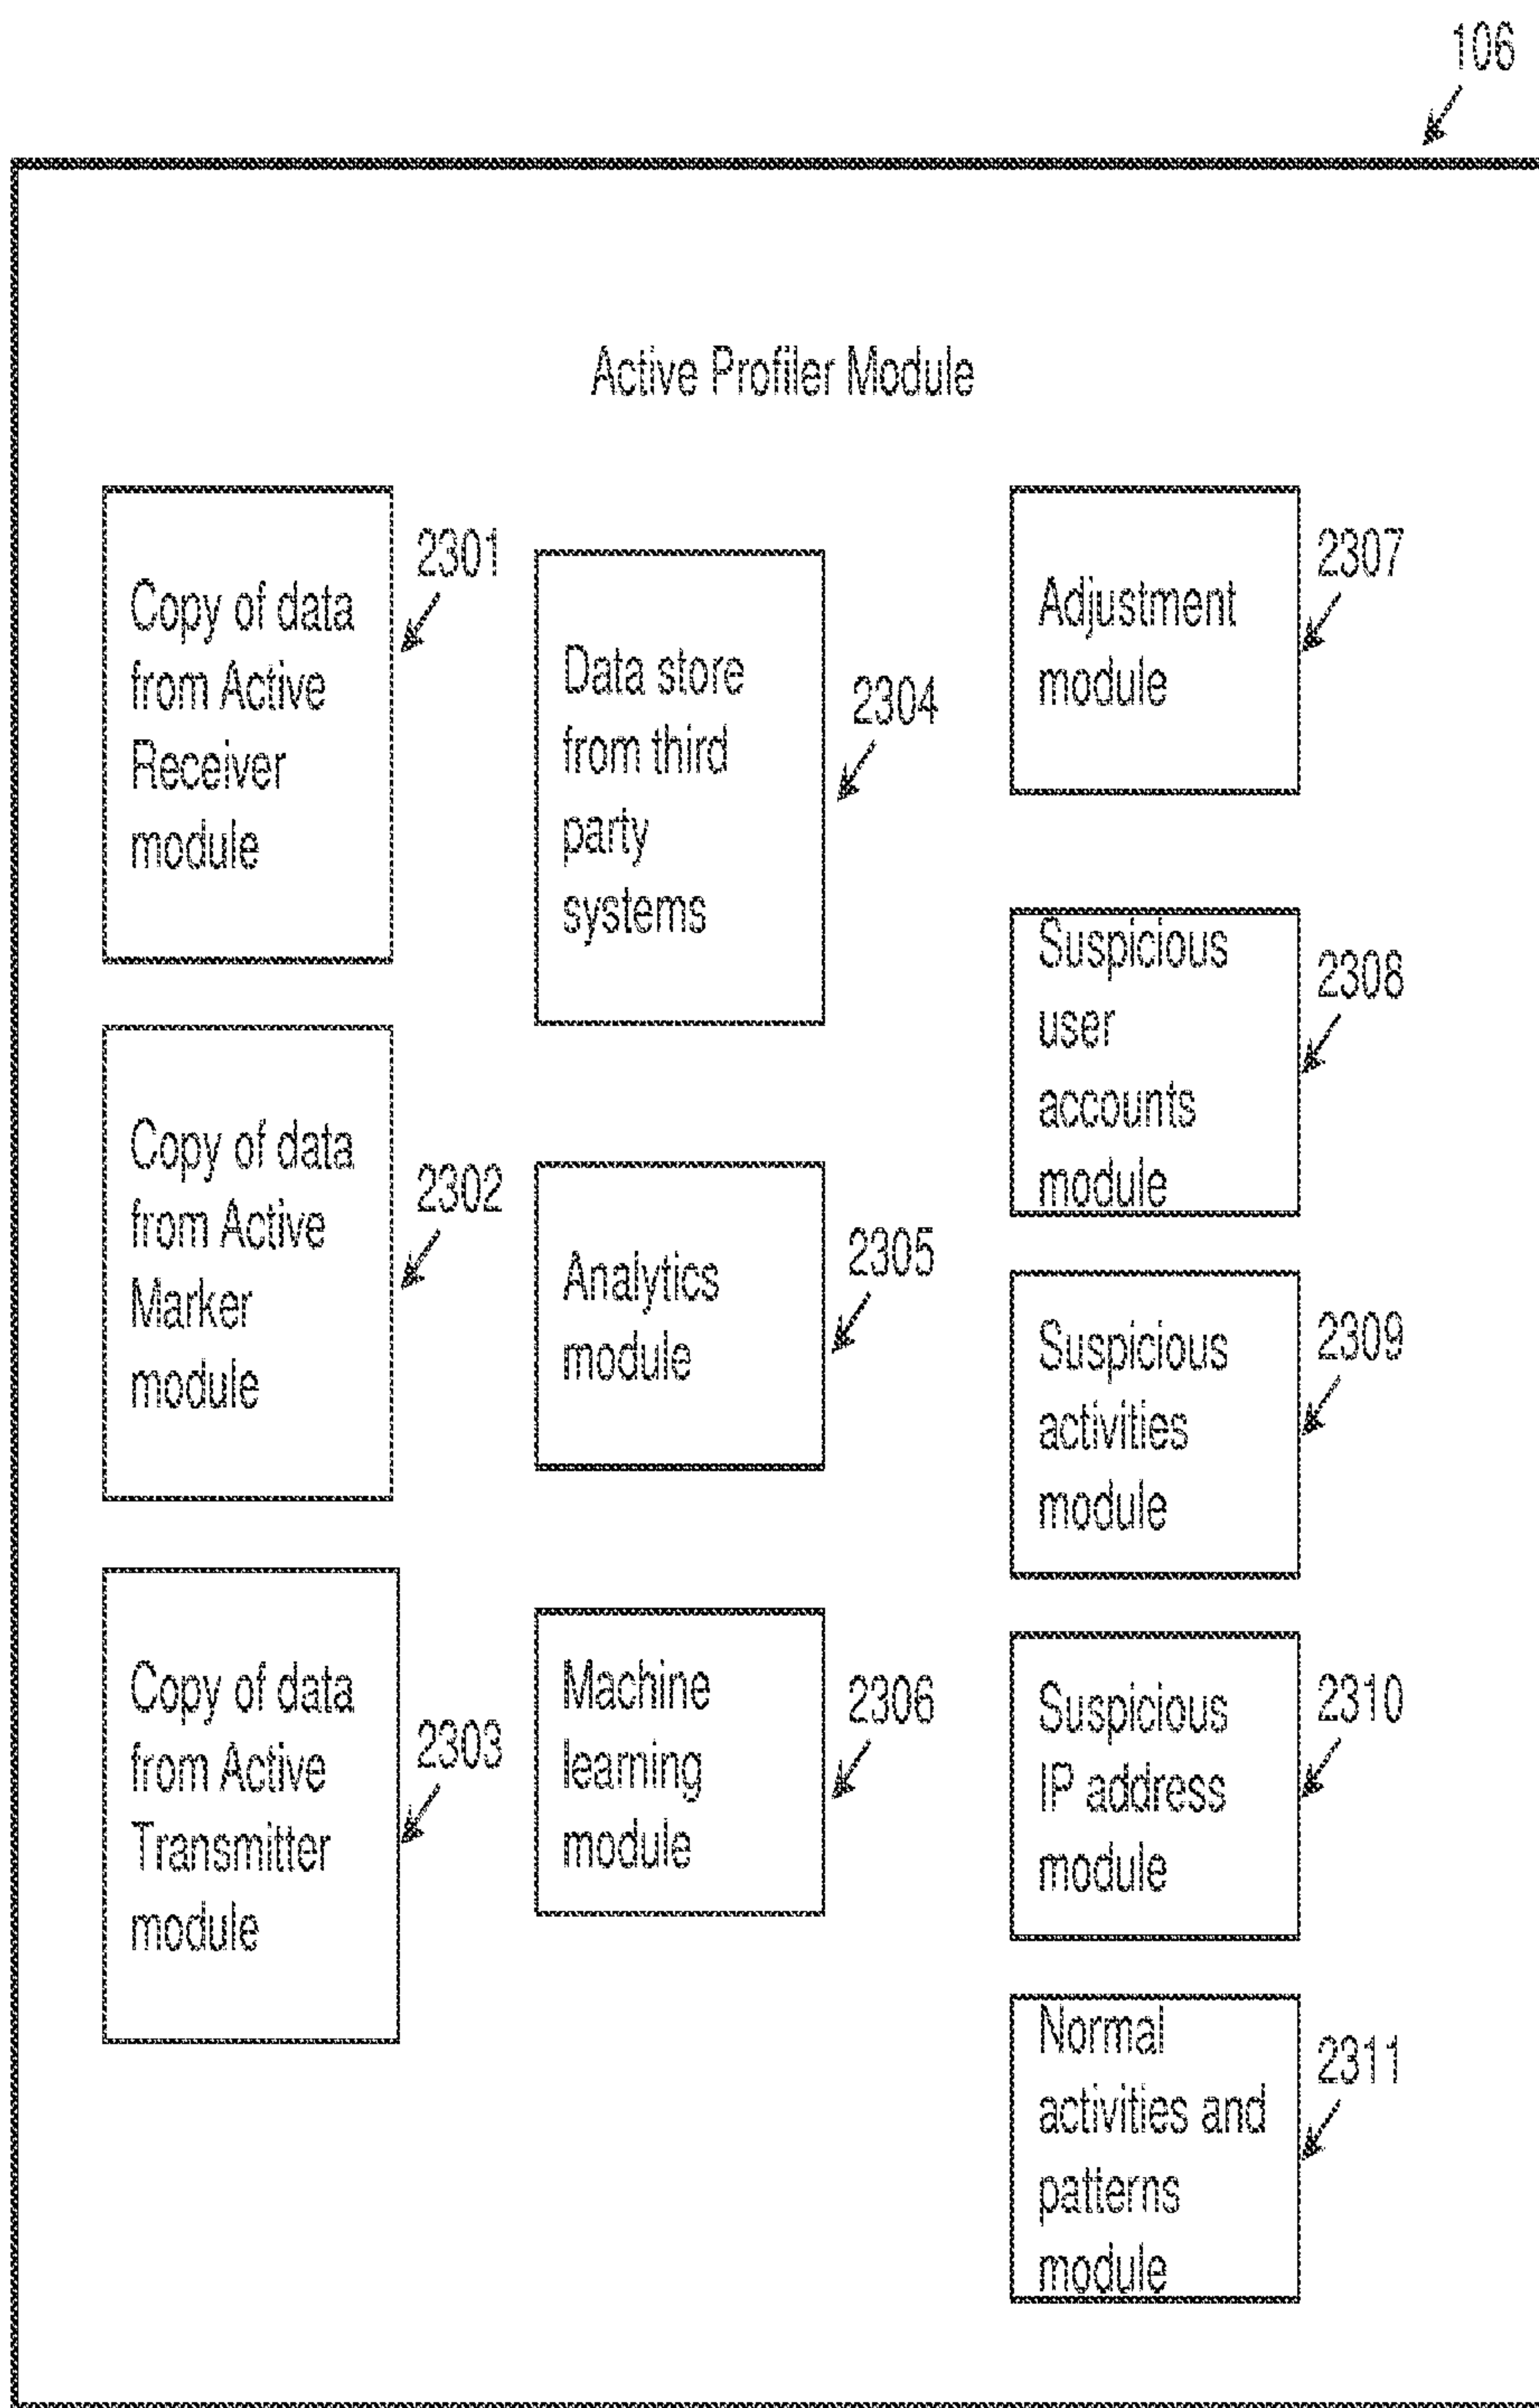 106
Active Profiler Module
Copy of data
from Active
Receiver
module
2301
Copy of data
from Active
Marker
module
2302
Copy of data
from Active
Transmitter
module
2303
Data store
from third
party
systems
2304
Analytics
module
2305
Machine
learning
module
2306
Adjustment
module
2307
Suspicious
user
accounts
module
2308
Suspicious
activities
module
2309
Suspicious
IP address
module
2310
Normal
activities and
patterns
module
2311